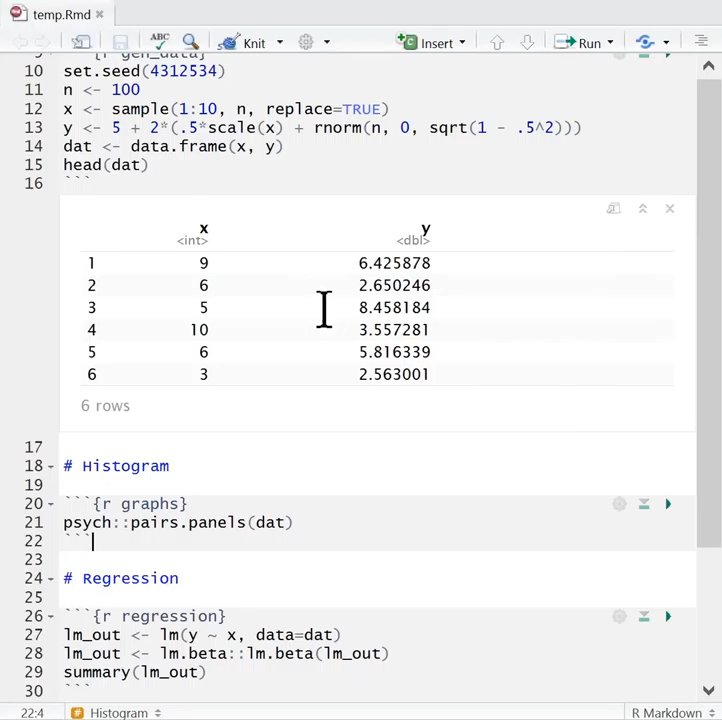 temp.Rmd
ABC Knit Insert Run
9 ```{r gen_data}
10 set.seed(4312534)
11 n <- 100
12 x <- sample(1:10, n, replace=TRUE)
13 y <- 5 + 2*(.5*scale(x) + rnorm(n, 0, sqrt(1 - .5^2)))
14 dat <- data.frame(x, y)
15 head(dat)
16 ```
x y
<int> <dbl>
1 9 6.425878
2 6 2.650246
3 5 8.458184
4 10 3.557281
5 6 5.816339
6 3 2.563001
6 rows
17
18 # Histogram
19
20 ```{r graphs}
21 psych::pairs.panels(dat)
22 ```
23
24 # Regression
25
26 ```{r regression}
27 lm_out <- lm(y ~ x, data=dat)
28 lm_out <- lm.beta::lm.beta(lm_out)
29 summary(lm_out)
30 ```
22:4 # Histogram R Markdown